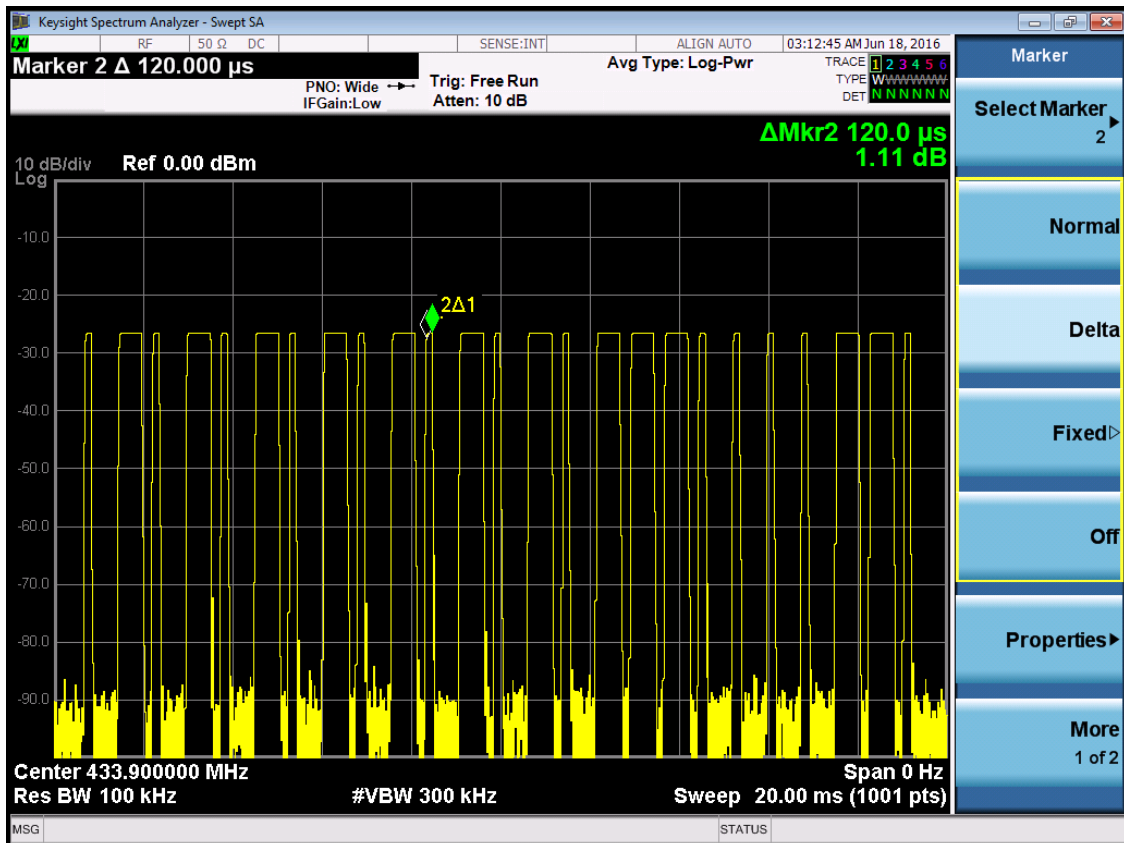 Keysight Spectrum Analyzer - Swept SA
LXI RF 50 Ω DC SENSE:INT ALIGN AUTO 03:12:45 AM Jun 18, 2016
Marker 2 Δ 120.000 µs
PNO: Wide
IFGain:Low
Trig: Free Run
Atten: 10 dB
Avg Type: Log-Pwr
TRACE 1 2 3 4 5 6
TYPE WWWWWW
DET N N N N N N
ΔMkr2 120.0 µs
1.11 dB
10 dB/div Ref 0.00 dBm
Log
-10.0
-20.0
-30.0
-40.0
-50.0
-60.0
-70.0
-80.0
-90.0
2Δ1
Center 433.900000 MHz Span 0 Hz
Res BW 100 kHz #VBW 300 kHz Sweep 20.00 ms (1001 pts)
MSG STATUS
Marker
Select Marker
2
Normal
Delta
Fixed
Off
Properties
More
1 of 2